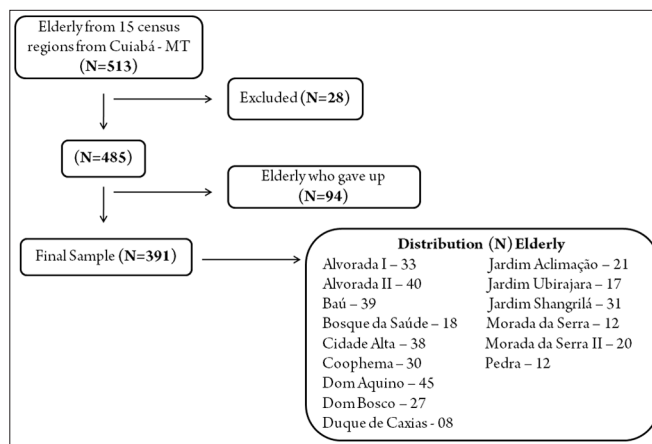 Elderly from 15 census
regions from Cuiabá - MT
(N=513)
Excluded (N=28)
(N=485)
Elderly who gave up
(N=94)
Final Sample (N=391)
Distribution (N) Elderly
Alvorada I – 33
Alvorada II – 40
Baú – 39
Bosque da Saúde – 18
Cidade Alta – 38
Coophema – 30
Dom Aquino – 45
Dom Bosco – 27
Duque de Caxias - 08
Jardim Aclimação – 21
Jardim Ubirajara – 17
Jardim Shangrilá – 31
Morada da Serra – 12
Morada da Serra II – 20
Pedra – 12